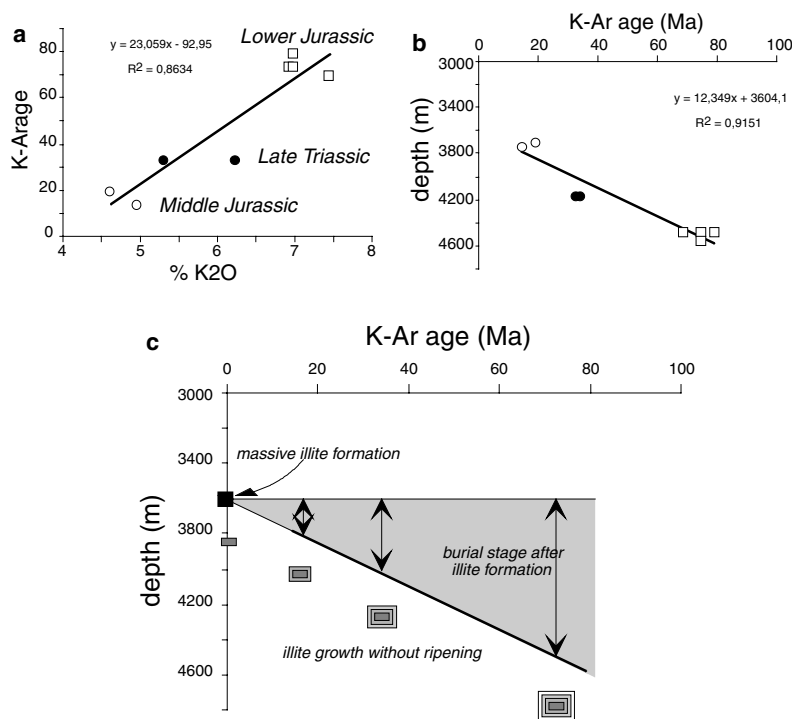 a
y = 23,059x - 92,95
R2 = 0,8634
Lower Jurassic
Late Triassic
Middle Jurassic
K-Arage
80
60
40
20
0
4
5
6
7
8
% K2O
b
K-Ar age (Ma)
0
20
40
60
80
100
3000
3400
3800
4200
4600
depth (m)
y = 12,349x + 3604,1
R2 = 0,9151
c
K-Ar age (Ma)
0
20
40
60
80
100
3000
3400
3800
4200
4600
depth (m)
massive illite formation
burial stage after
illite formation
illite growth without ripening